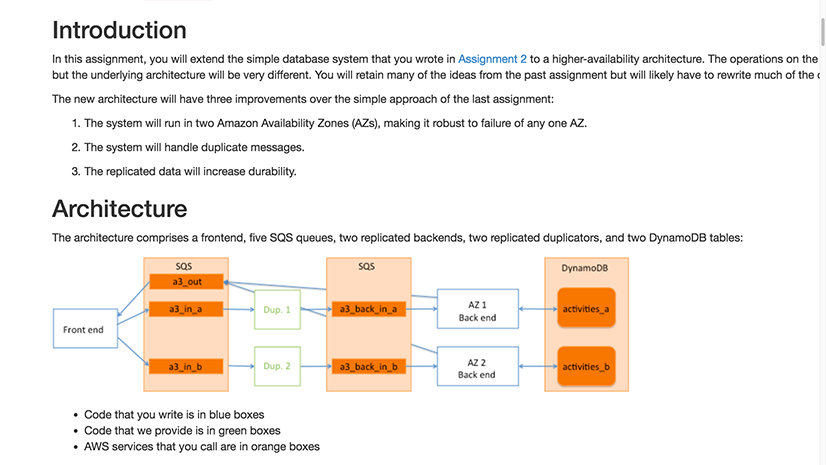 Introduction
In this assignment, you will extend the simple database system that you wrote in Assignment 2 to a higher-availability architecture. The operations on the
but the underlying architecture will be very different. You will retain many of the ideas from the past assignment but will likely have to rewrite much of the
The new architecture will have three improvements over the simple approach of the last assignment:
1. The system will run in two Amazon Availability Zones (AZs), making it robust to failure of any one AZ.
2. The system will handle duplicate messages.
3. The replicated data will increase durability.
Architecture
The architecture comprises a frontend, five SQS queues, two replicated backends, two replicated duplicators, and two DynamoDB tables:
SQS
SQS
DynamoDB
a3_out
a3_in_a
Dup. 1
a3_back_in_a
AZ 1
Back end
activities_a
Front end
a3_in_b
Dup. 2
a3_back_in_b
AZ 2
Back end
activities_b
• Code that you write is in blue boxes
• Code that we provide is in green boxes
• AWS services that you call are in orange boxes